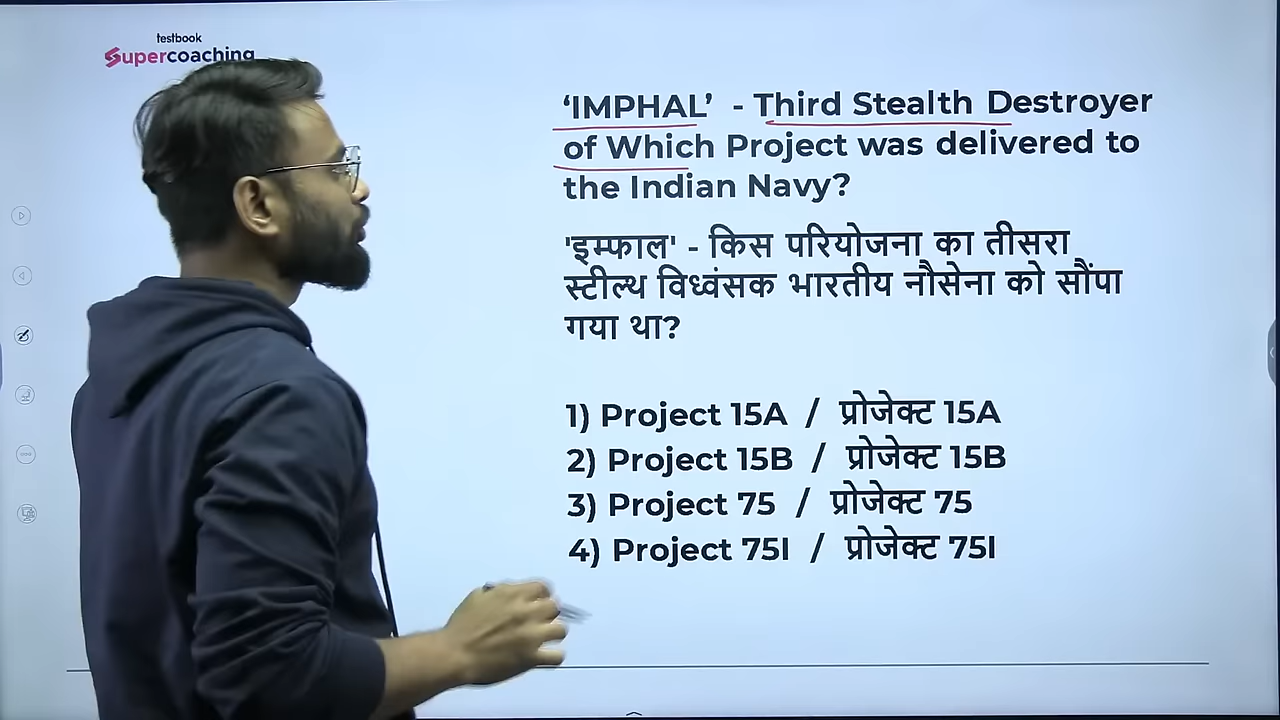 testbook
Supercoaching
‘IMPHAL’ - Third Stealth Destroyer
of Which Project was delivered to
the Indian Navy?
'इम्फाल' - किस परियोजना का तीसरा
स्टील्थ विध्वंसक भारतीय नौसेना को सौंपा
गया था?
1) Project 15A / प्रोजेक्ट 15A
2) Project 15B / प्रोजेक्ट 15B
3) Project 75 / प्रोजेक्ट 75
4) Project 75I / प्रोजेक्ट 75I